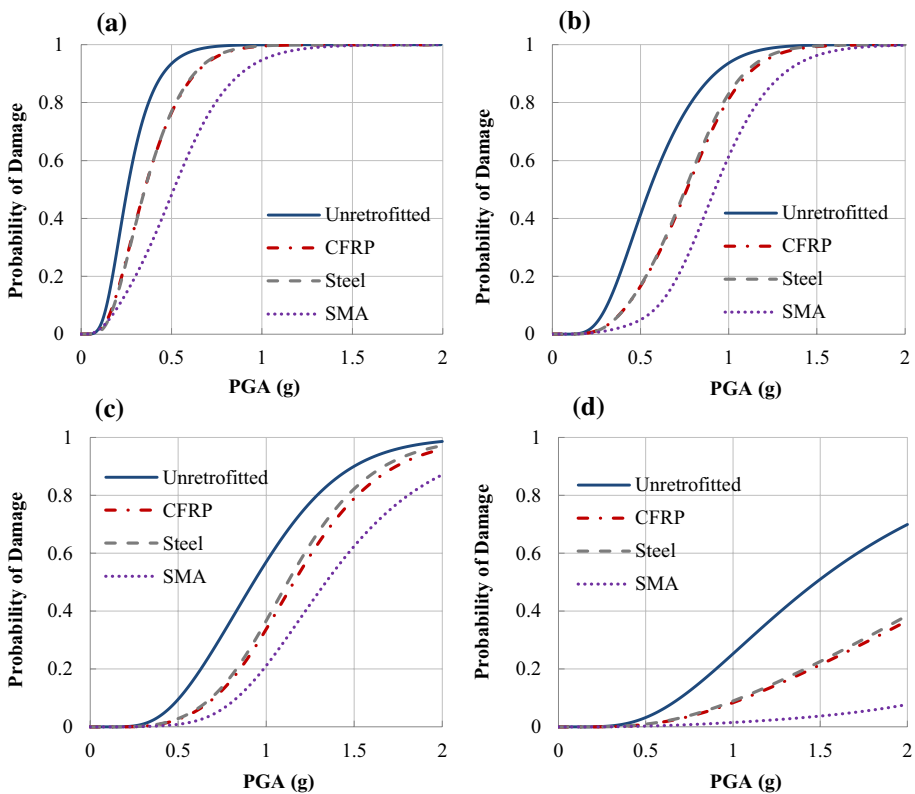 (a)
Probability of Damage
1
0.8
0.6
0.4
0.2
0
Unretrofitted
CFRP
Steel
SMA
0 0.5 1 1.5 2
PGA (g)
(b)
Probability of Damage
1
0.8
0.6
0.4
0.2
0
Unretrofitted
CFRP
Steel
SMA
0 0.5 1 1.5 2
PGA (g)
(c)
Probability of Damage
1
0.8
0.6
0.4
0.2
0
Unretrofitted
CFRP
Steel
SMA
0 0.5 1 1.5 2
PGA (g)
(d)
Probability of Damage
1
0.8
0.6
0.4
0.2
0
Unretrofitted
CFRP
Steel
SMA
0 0.5 1 1.5 2
PGA (g)